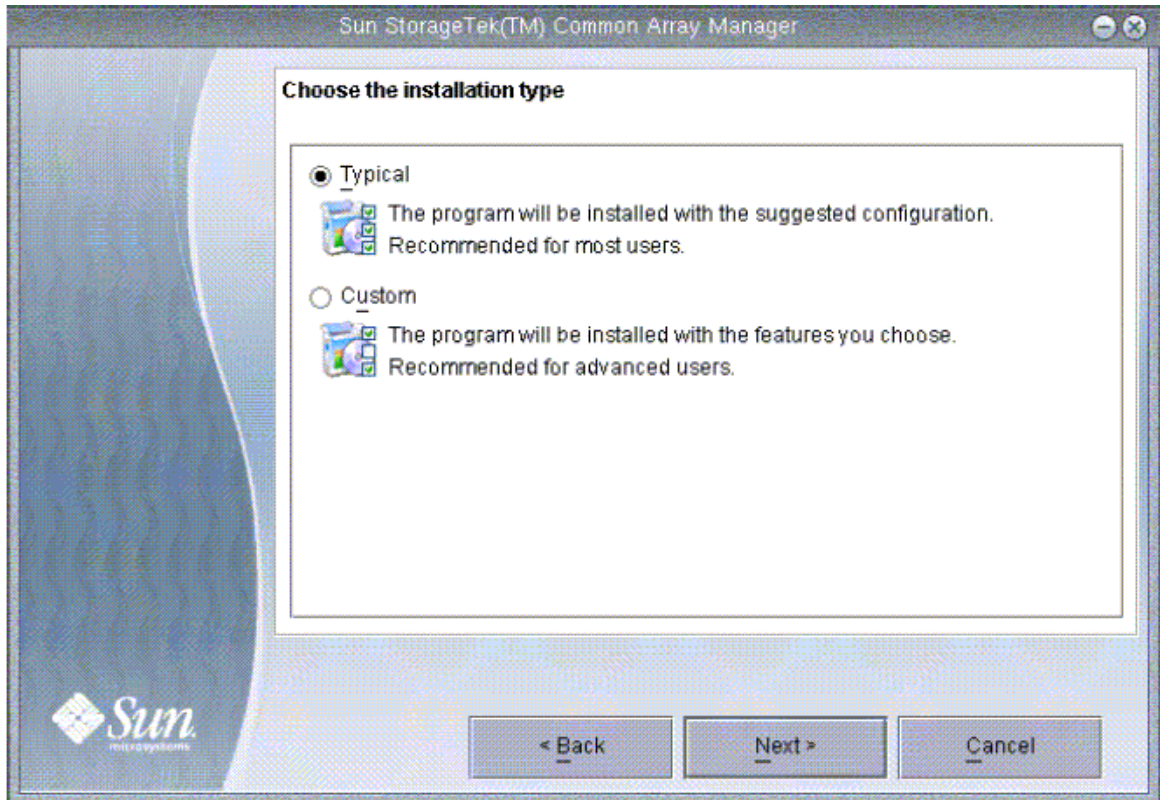 Sun StorageTek(TM) Common Array Manager
Choose the installation type
Typical
The program will be installed with the suggested configuration.
Recommended for most users.
Custom
The program will be installed with the features you choose.
Recommended for advanced users.
Sun
microsystems
< Back
Next >
Cancel